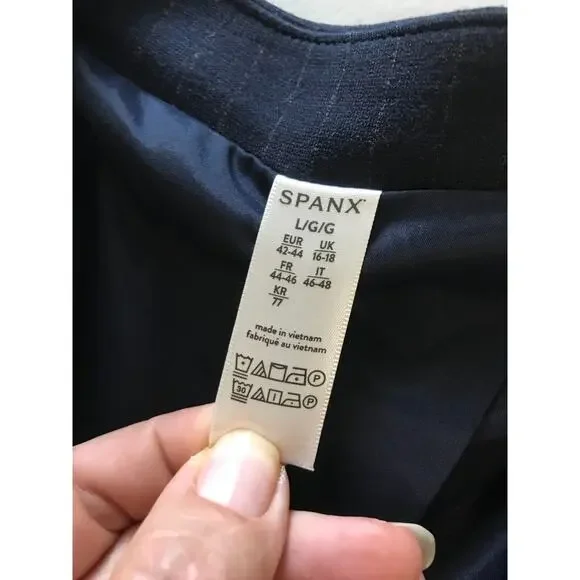 SPANX
L/G/G
EUR UK
42-44 16-18
FR IT
44-46 46-48
KR
77
made in vietnam
fabriqué au vietnam
P
30 P